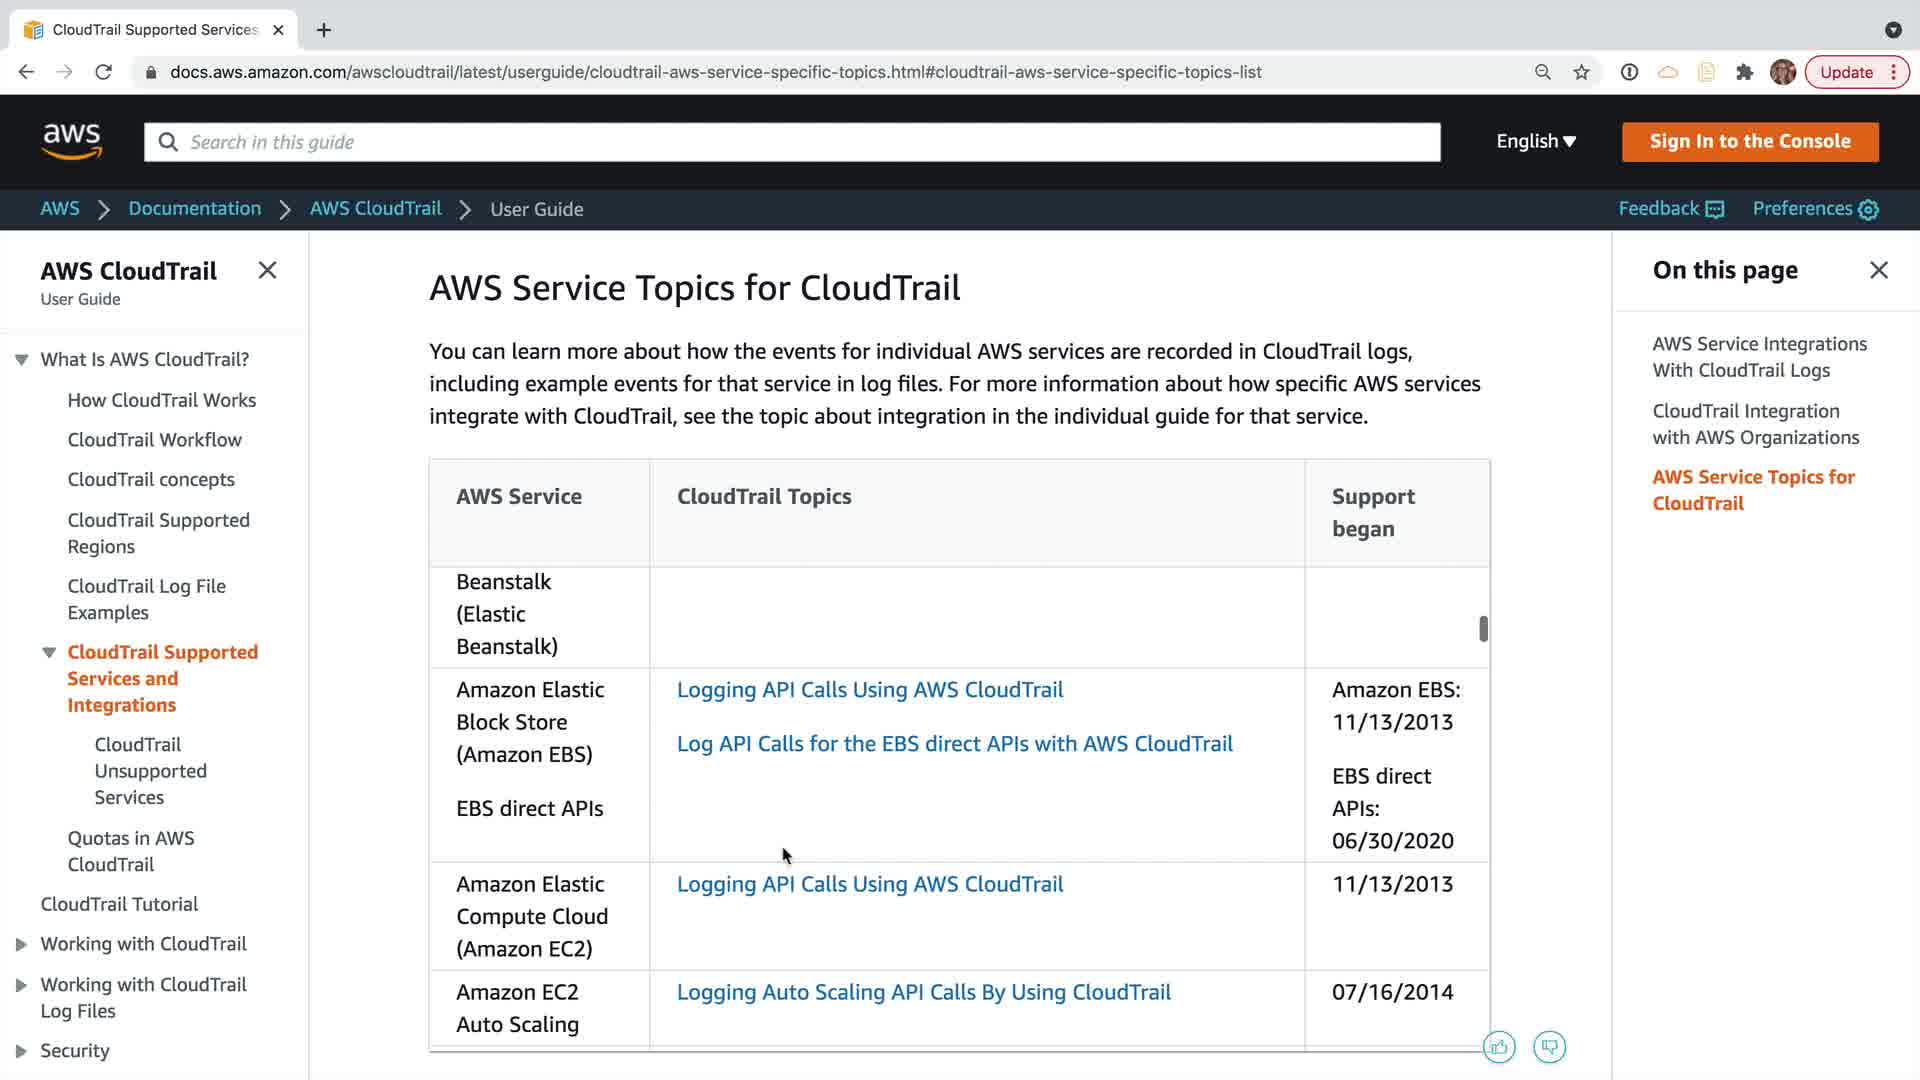 CloudTrail Supported Services
docs.aws.amazon.com/awscloudtrail/latest/userguide/cloudtrail-aws-service-specific-topics.html#cloudtrail-aws-service-specific-topics-list
Update
aws
Search in this guide
English
Sign In to the Console
AWS
Documentation
AWS CloudTrail
User Guide
Feedback
Preferences
AWS CloudTrail
User Guide
What Is AWS CloudTrail?
How CloudTrail Works
CloudTrail Workflow
CloudTrail concepts
CloudTrail Supported
Regions
CloudTrail Log File
Examples
CloudTrail Supported
Services and
Integrations
CloudTrail
Unsupported
Services
Quotas in AWS
CloudTrail
CloudTrail Tutorial
Working with CloudTrail
Working with CloudTrail
Log Files
Security
AWS Service Topics for CloudTrail
You can learn more about how the events for individual AWS services are recorded in CloudTrail logs,
including example events for that service in log files. For more information about how specific AWS services
integrate with CloudTrail, see the topic about integration in the individual guide for that service.
AWS Service
CloudTrail Topics
Support
began
Beanstalk
(Elastic
Beanstalk)
Amazon Elastic
Block Store
(Amazon EBS)
EBS direct APIs
Logging API Calls Using AWS CloudTrail
Log API Calls for the EBS direct APIs with AWS CloudTrail
Amazon EBS:
11/13/2013
EBS direct
APIs:
06/30/2020
Amazon Elastic
Compute Cloud
(Amazon EC2)
Logging API Calls Using AWS CloudTrail
11/13/2013
Amazon EC2
Auto Scaling
Logging Auto Scaling API Calls By Using CloudTrail
07/16/2014
On this page
AWS Service Integrations
With CloudTrail Logs
CloudTrail Integration
with AWS Organizations
AWS Service Topics for
CloudTrail